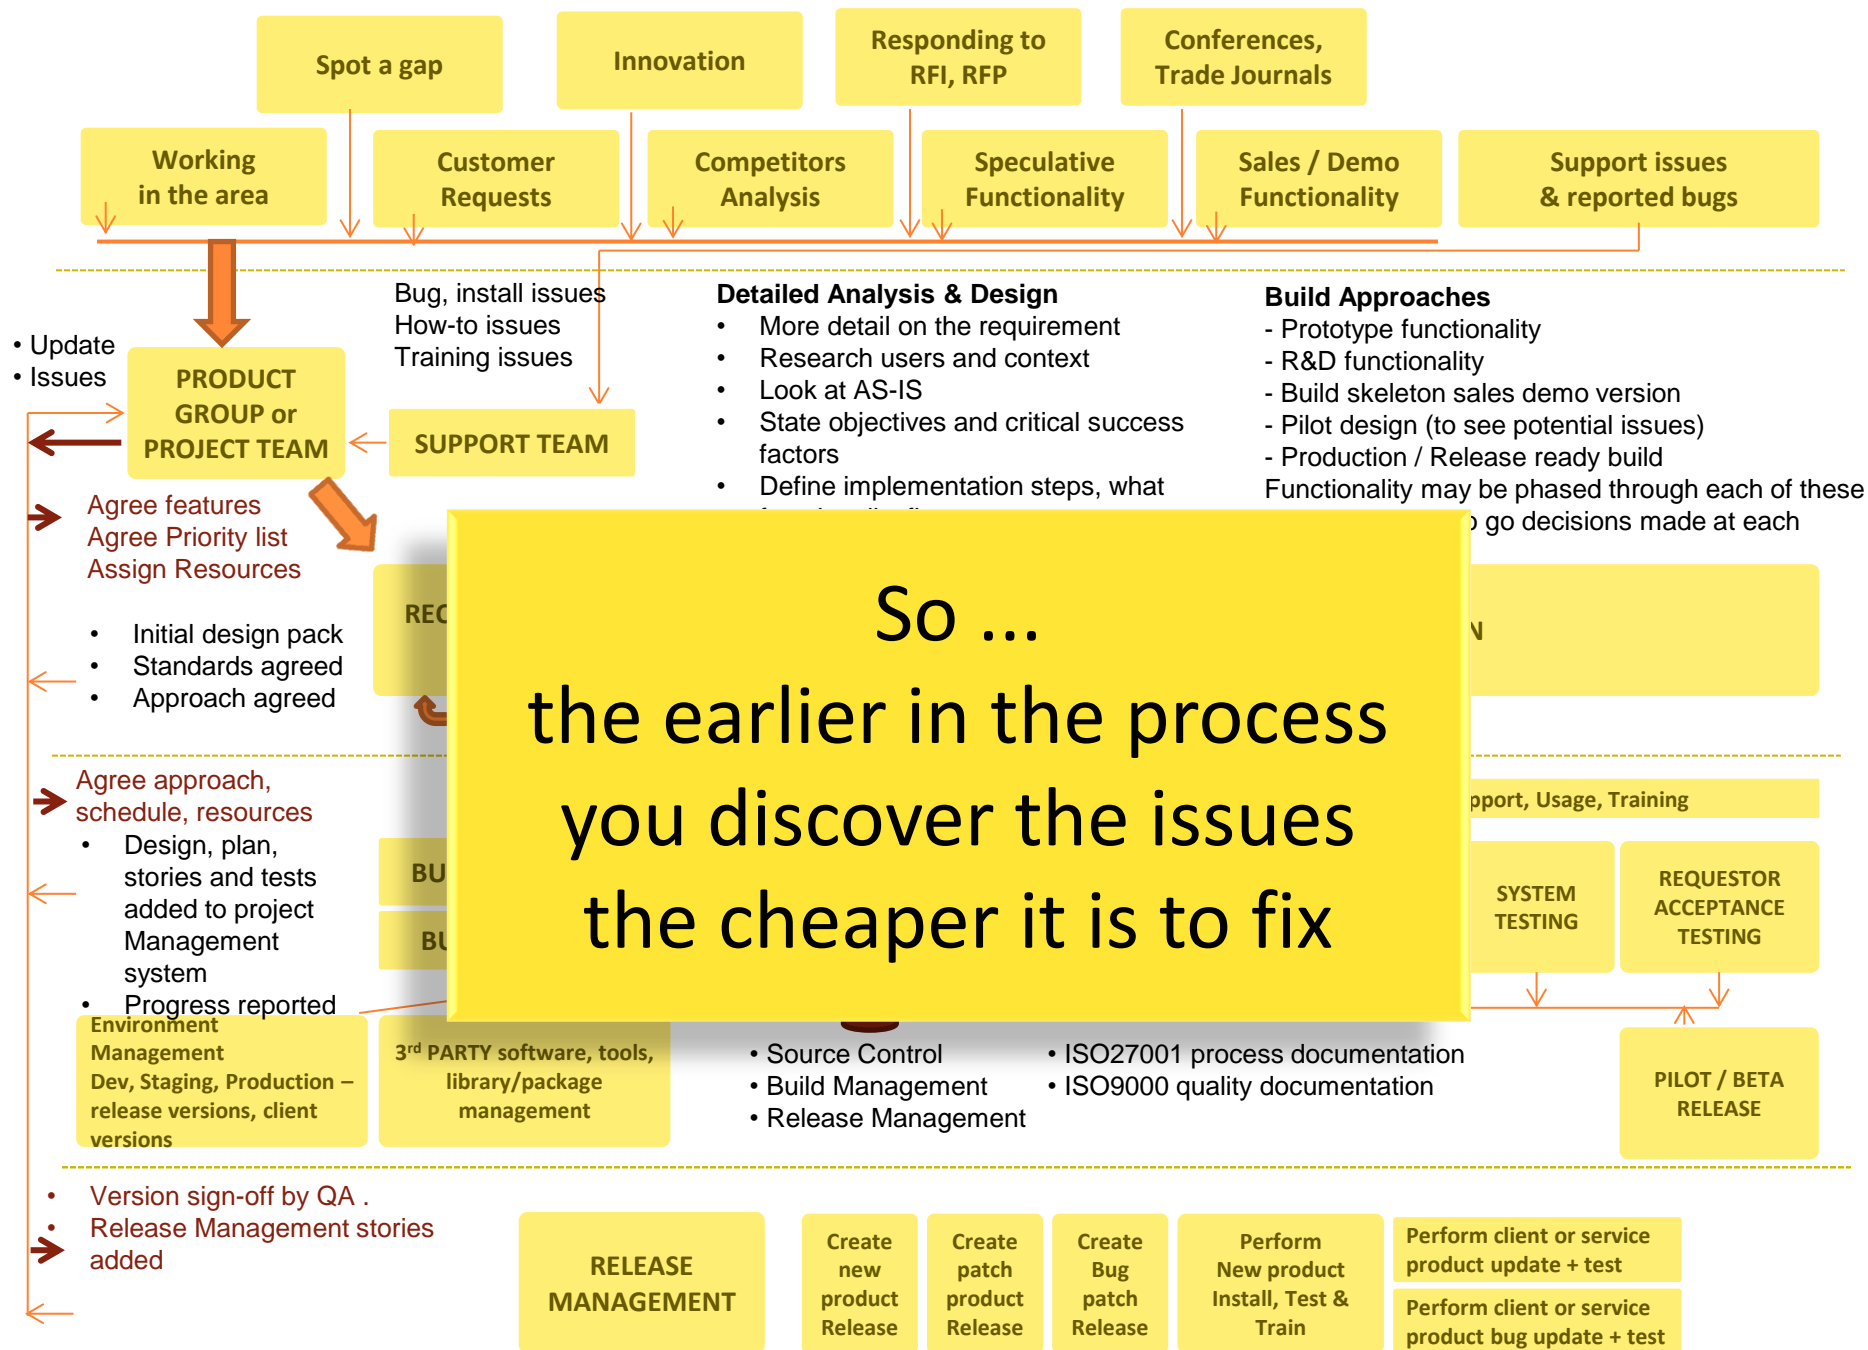 Spot a gap
Innovation
Responding to
RFI, RFP
Conferences,
Trade Journals
Working
in the area
Customer
Requests
Competitors
Analysis
Speculative
Functionality
Sales / Demo
Functionality
Support issues
& reported bugs
• Update
• Issues
PRODUCT
GROUP or
PROJECT TEAM
Bug, install issues
How-to issues
Training issues
SUPPORT TEAM
Detailed Analysis & Design
• More detail on the requirement
• Research users and context
• Look at AS-IS
• State objectives and critical success
factors
• Define implementation steps, what
Build Approaches
- Prototype functionality
- R&D functionality
- Build skeleton sales demo version
- Pilot design (to see potential issues)
- Production / Release ready build
Functionality may be phased through each of these
go decisions made at each
Agree features
Agree Priority list
Assign Resources
• Initial design pack
• Standards agreed
• Approach agreed
So ...
the earlier in the process
you discover the issues
the cheaper it is to fix
Agree approach,
schedule, resources
• Design, plan,
stories and tests
added to project
Management
system
• Progress reported
Usage, Training
SYSTEM
TESTING
REQUESTOR
ACCEPTANCE
TESTING
Environment
Management
Dev, Staging, Production –
release versions, client
versions
3rd PARTY software, tools,
library/package
management
• Source Control
• Build Management
• Release Management
• ISO27001 process documentation
• ISO9000 quality documentation
PILOT / BETA
RELEASE
• Version sign-off by QA .
• Release Management stories
added
RELEASE
MANAGEMENT
Create
new
product
Release
Create
patch
product
Release
Create
Bug
patch
Release
Perform
New product
Install, Test &
Train
Perform client or service
product update + test
Perform client or service
product bug update + test